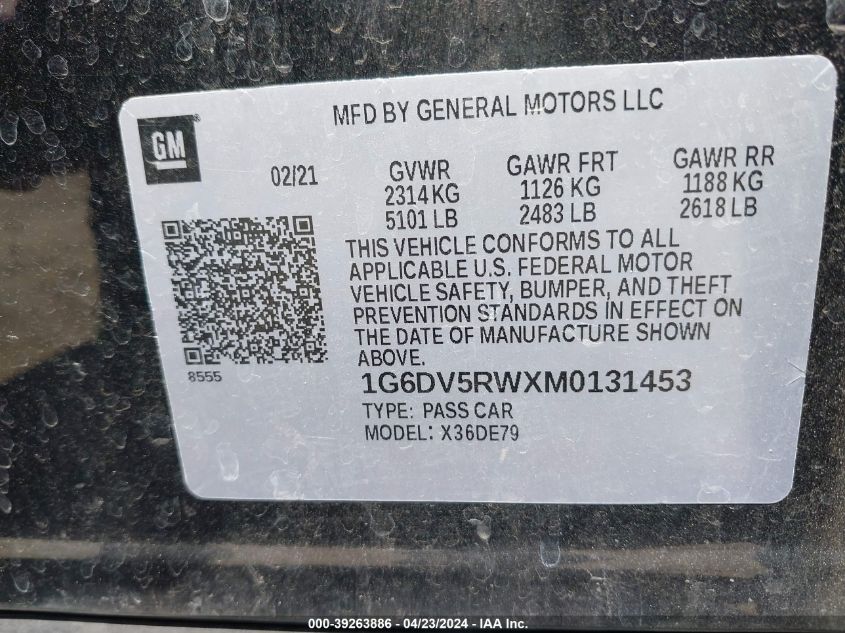 MFD BY GENERAL MOTORS LLC
GM®
02/21
GVWR GAWR FRT GAWR RR
2314 KG 1126 KG 1188 KG
5101 LB 2483 LB 2618 LB
THIS VEHICLE CONFORMS TO ALL
APPLICABLE U.S. FEDERAL MOTOR
VEHICLE SAFETY, BUMPER, AND THEFT
PREVENTION STANDARDS IN EFFECT ON
THE DATE OF MANUFACTURE SHOWN
ABOVE.
8555
1G6DV5RWXM0131453
TYPE: PASS CAR
MODEL: X36DE79
000-39263886 - 04/23/2024 - IAA Inc.